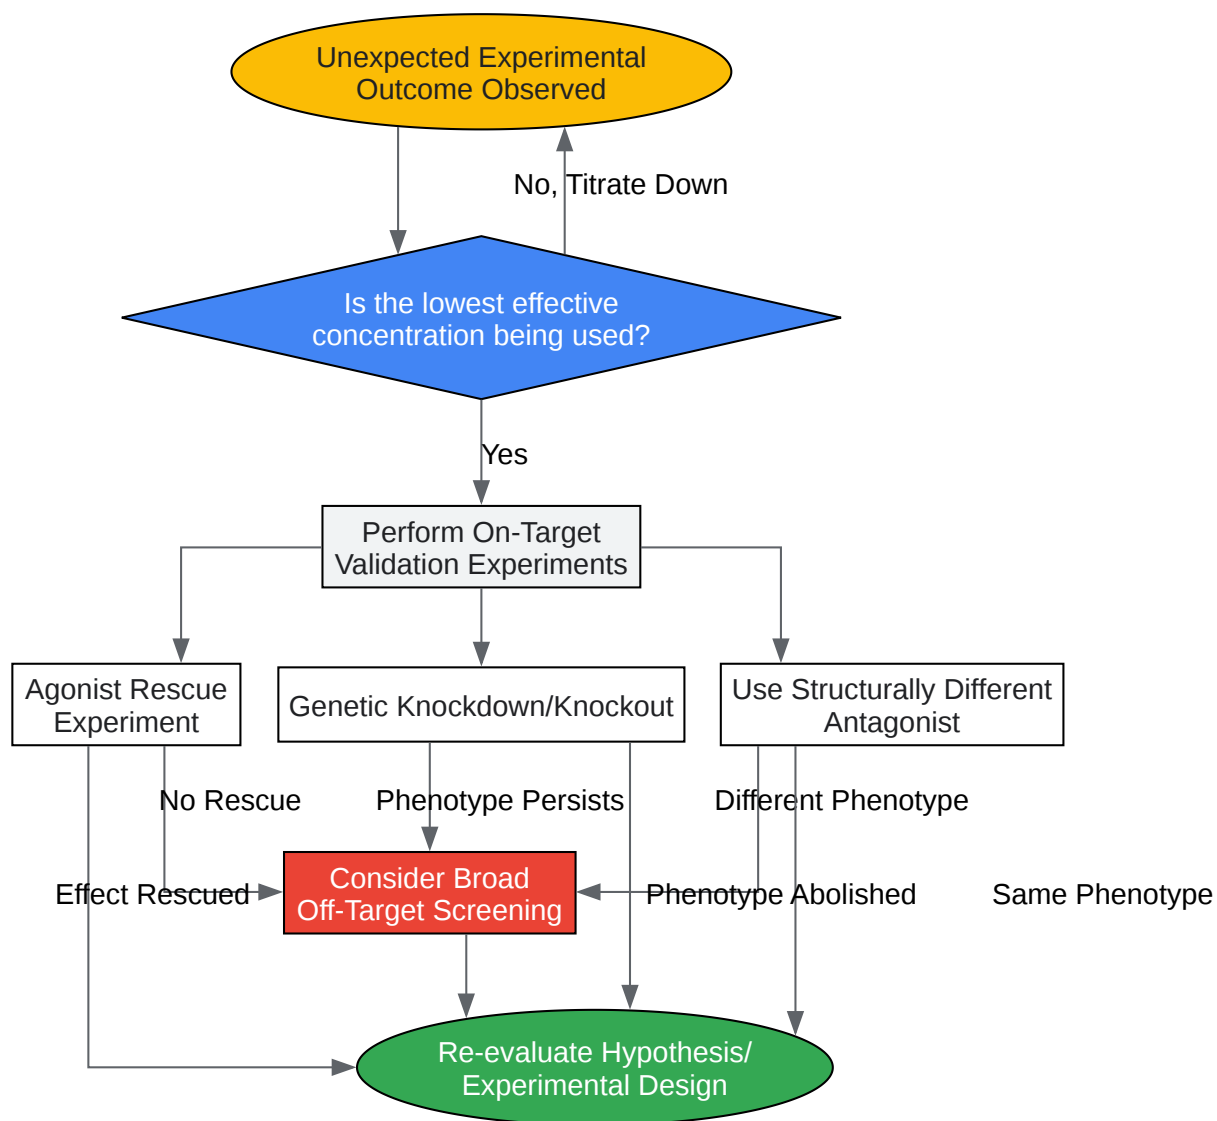 Unexpected Experimental
Outcome Observed
No, Titrate Down
Is the lowest effective
concentration being used?
Yes
Perform On-Target
Validation Experiments
Agonist Rescue
Experiment
Genetic Knockdown/Knockout
Use Structurally Different
Antagonist
No Rescue
Phenotype Persists
Different Phenotype
Effect Rescued
Consider Broad
Off-Target Screening
Phenotype Abolished
Same Phenotype
Re-evaluate Hypothesis/
Experimental Design